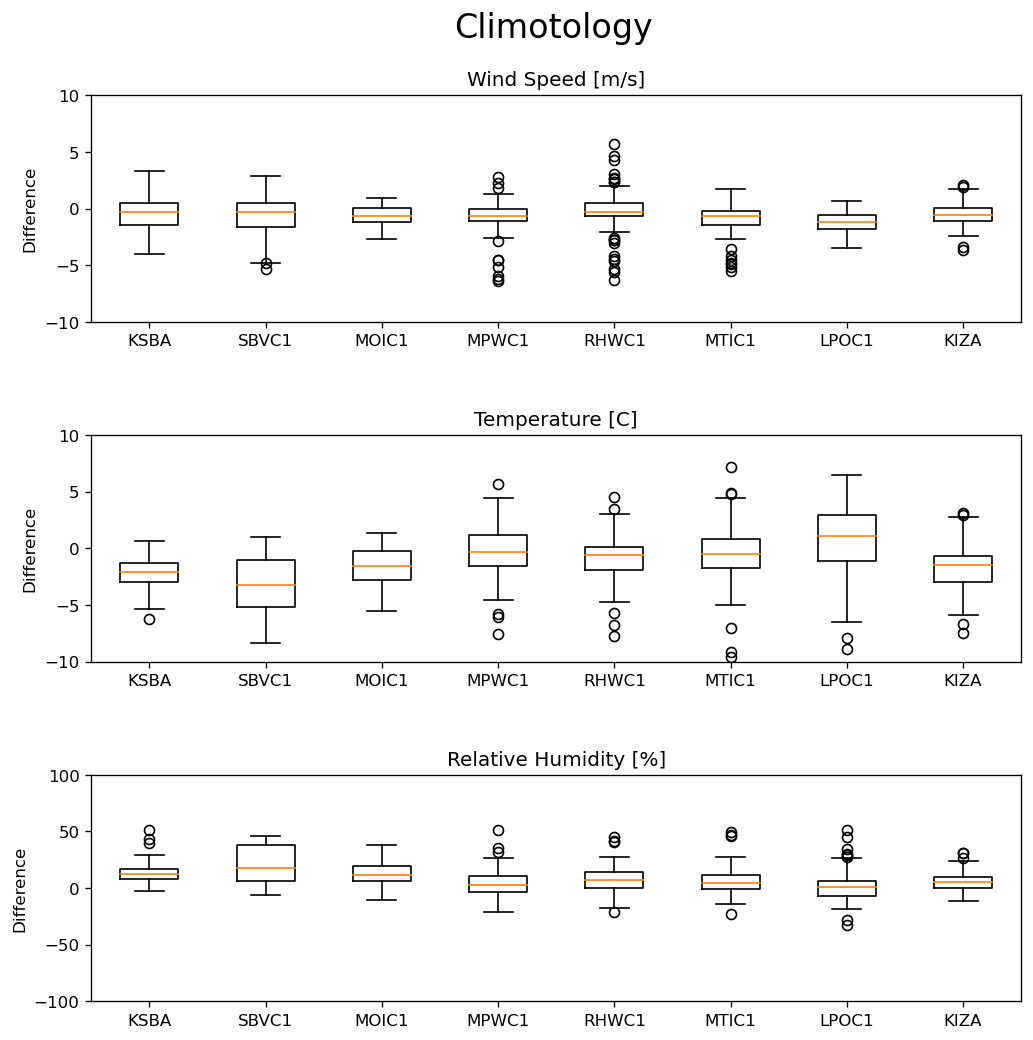 Climotology
Wind Speed [m/s]
10
5
0
−5
−10
Difference
KSBA SBVC1 MOIC1 MPWC1 RHWC1 MTIC1 LPOC1 KIZA
Temperature [C]
10
5
0
−5
−10
Difference
KSBA SBVC1 MOIC1 MPWC1 RHWC1 MTIC1 LPOC1 KIZA
Relative Humidity [%]
100
50
0
−50
−100
Difference
KSBA SBVC1 MOIC1 MPWC1 RHWC1 MTIC1 LPOC1 KIZA